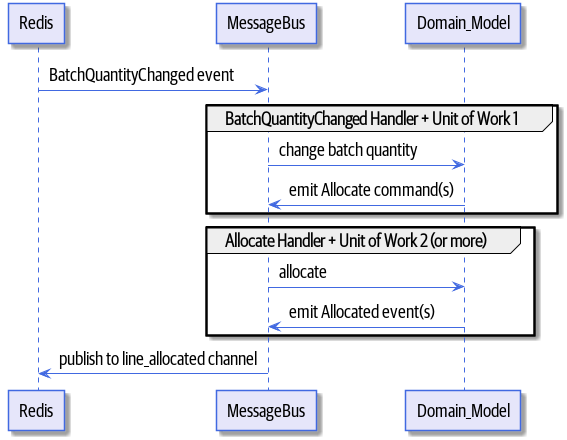 Redis
MessageBus
Domain_Model
BatchQuantityChanged event
BatchQuantityChanged Handler + Unit of Work 1
change batch quantity
emit Allocate command(s)
Allocate Handler + Unit of Work 2 (or more)
allocate
emit Allocated event(s)
publish to line_allocated channel
Redis
MessageBus
Domain_Model